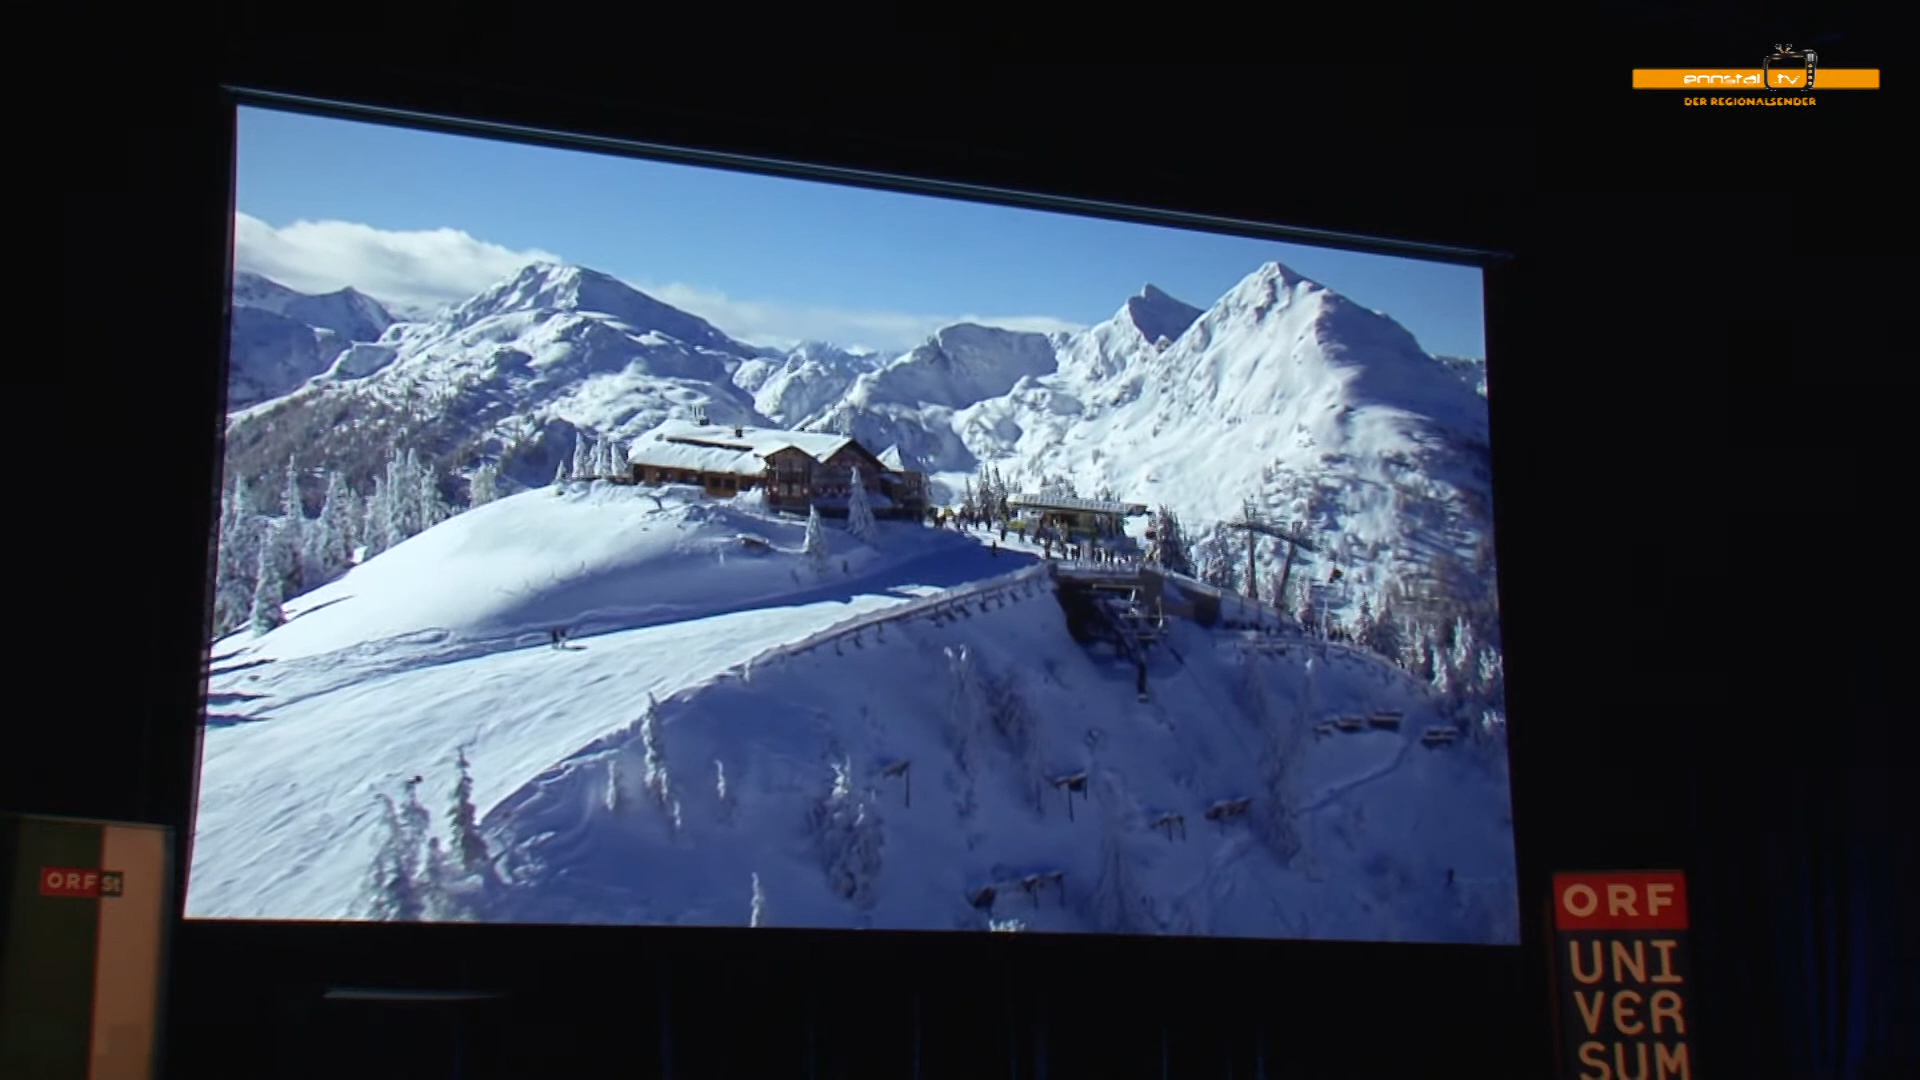 ennstal tv
DER REGIONALSENDER
ORF St
ORF
UNI
VER
SUM